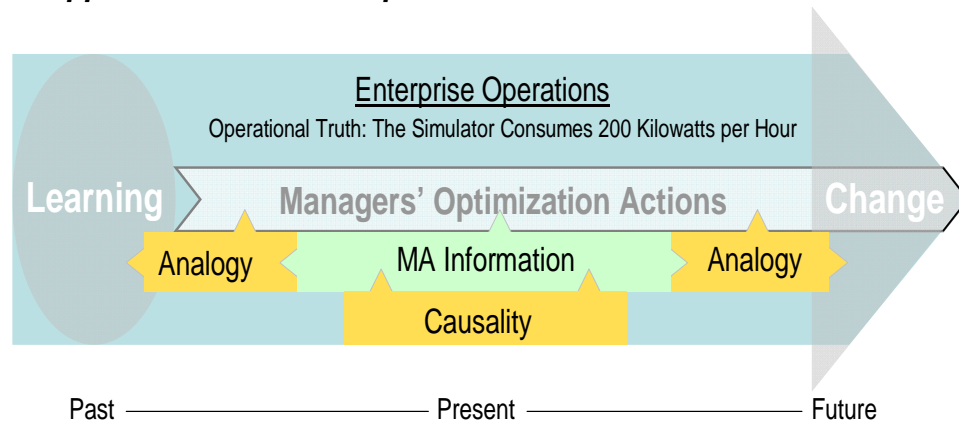 Enterprise Operations
Operational Truth: The Simulator Consumes 200 Kilowatts per Hour
Learning
Managers' Optimization Actions
Change
Analogy
MA Information
Analogy
Causality
Past
Present
Future